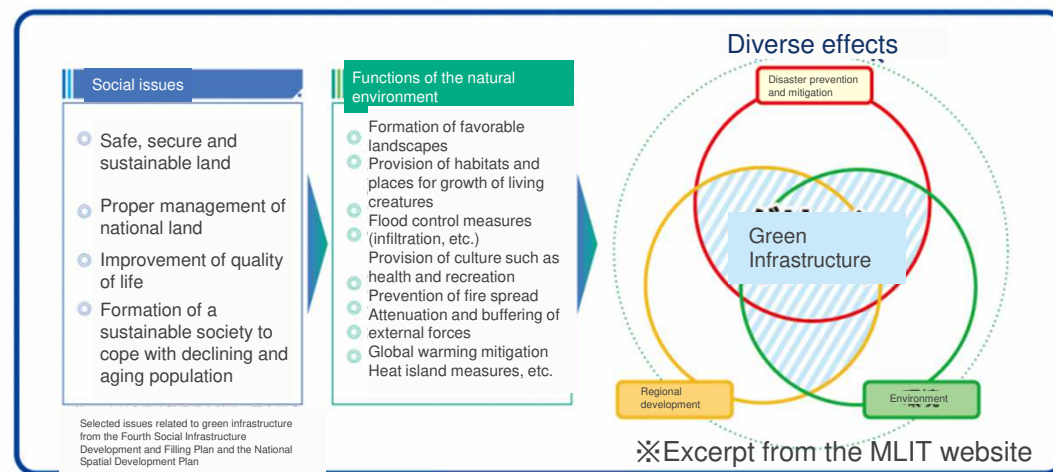 Diverse effects
Social issues
Safe, secure and
sustainable land
Proper management of
national land
Improvement of quality
of life
Formation of a
sustainable society to
cope with declining and
aging population
Selected issues related to green infrastructure
from the Fourth Social Infrastructure
Development and Filling Plan and the National
Spatial Development Plan
Functions of the natural
environment
Formation of favorable
landscapes
Provision of habitats and
places for growth of living
creatures
Flood control measures
(infiltration, etc.)
Provision of culture such as
health and recreation
Prevention of fire spread
Attenuation and buffering of
external forces
Global warming mitigation
Heat island measures, etc.
Disaster prevention
and mitigation
Green
Infrastructure
Regional
development
Environment
※Excerpt from the MLIT website